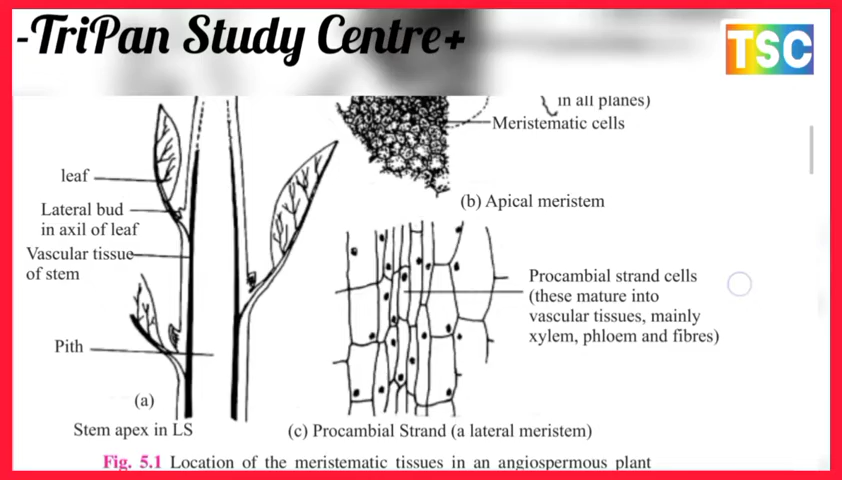 -TriPan Study Centre+
TSC
in all planes)
Meristematic cells
leaf
(b) Apical meristem
Lateral bud
in axil of leaf
Vascular tissue
of stem
Procambial strand cells
(these mature into
vascular tissues, mainly
xylem, phloem and fibres)
Pith
(a)
Stem apex in LS
(c) Procambial Strand (a lateral meristem)
Fig. 5.1 Location of the meristematic tissues in an angiospermous plant